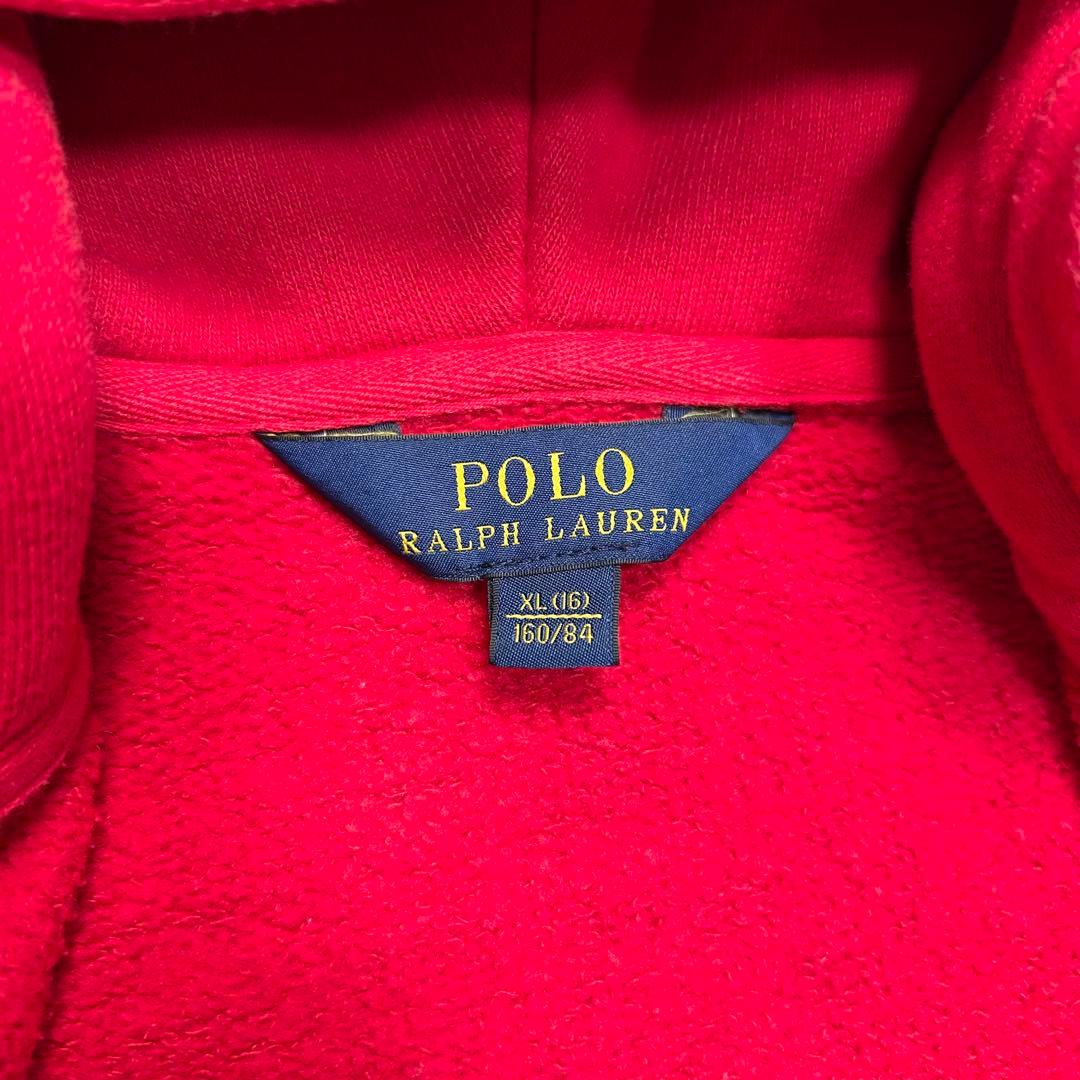 POLO
RALPH LAUREN
XL (16)
160/84